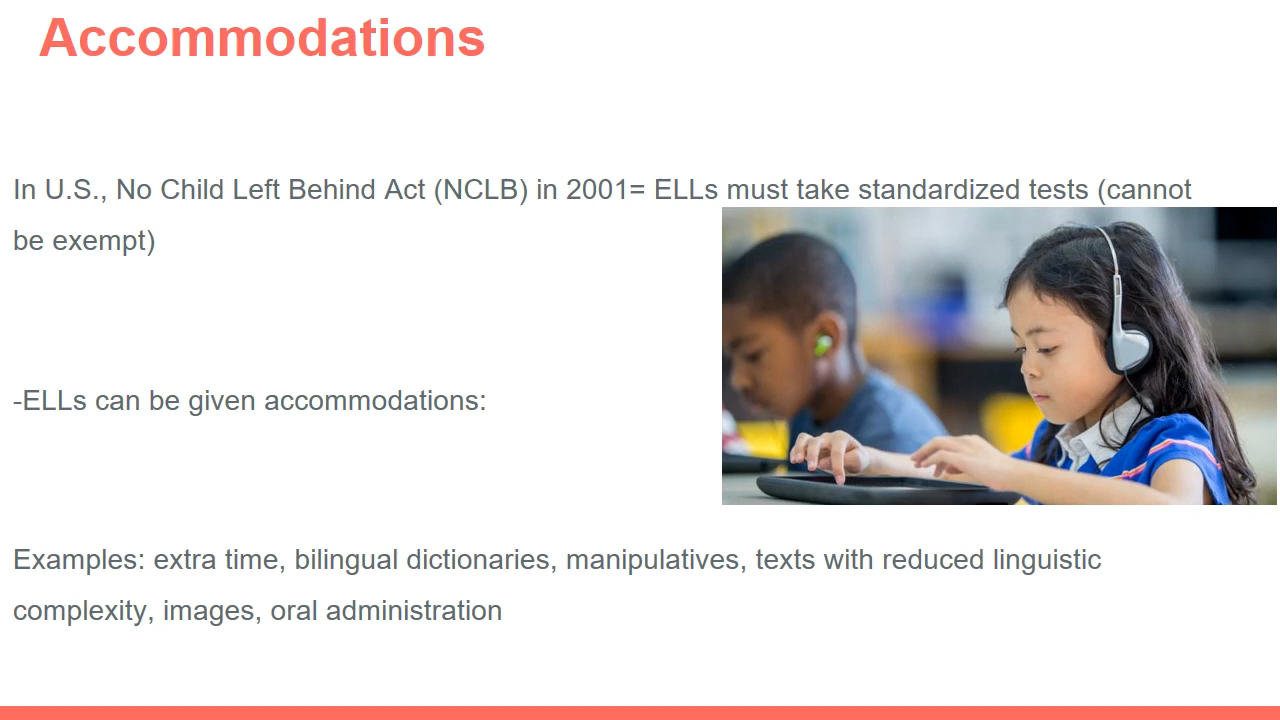 Accommodations
In U.S., No Child Left Behind Act (NCLB) in 2001= ELLs must take standardized tests (cannot
be exempt)
-ELLs can be given accommodations:
Examples: extra time, bilingual dictionaries, manipulatives, texts with reduced linguistic
complexity, images, oral administration